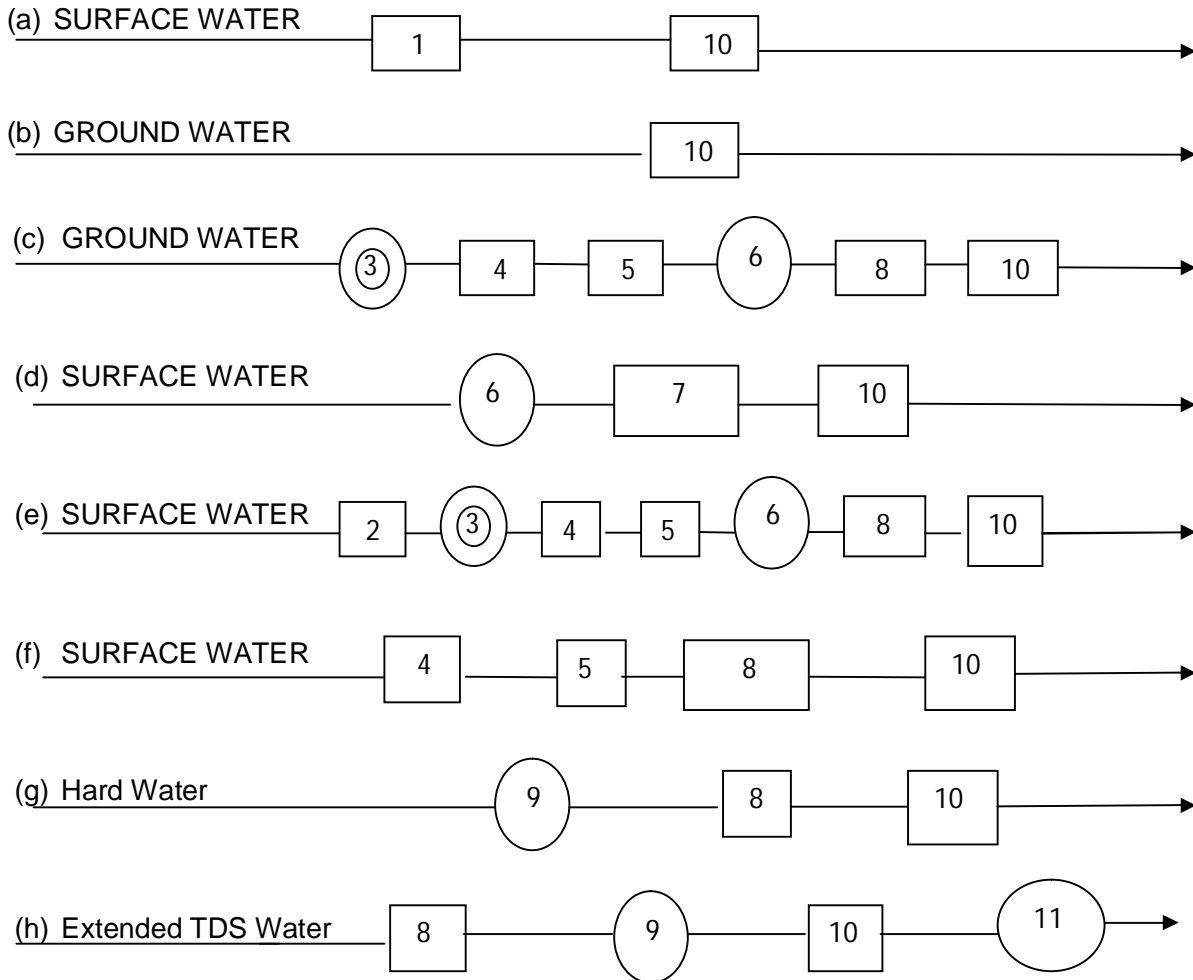 (a) SURFACE WATER
1 10
(b) GROUND WATER
10
(c) GROUND WATER
3 4 5 6 8 10
(d) SURFACE WATER
6 7 10
(e) SURFACE WATER
2 3 4 5 6 8 10
(f) SURFACE WATER
4 5 8 10
(g) Hard Water
9 8 10
(h) Extended TDS Water
8 9 10 11